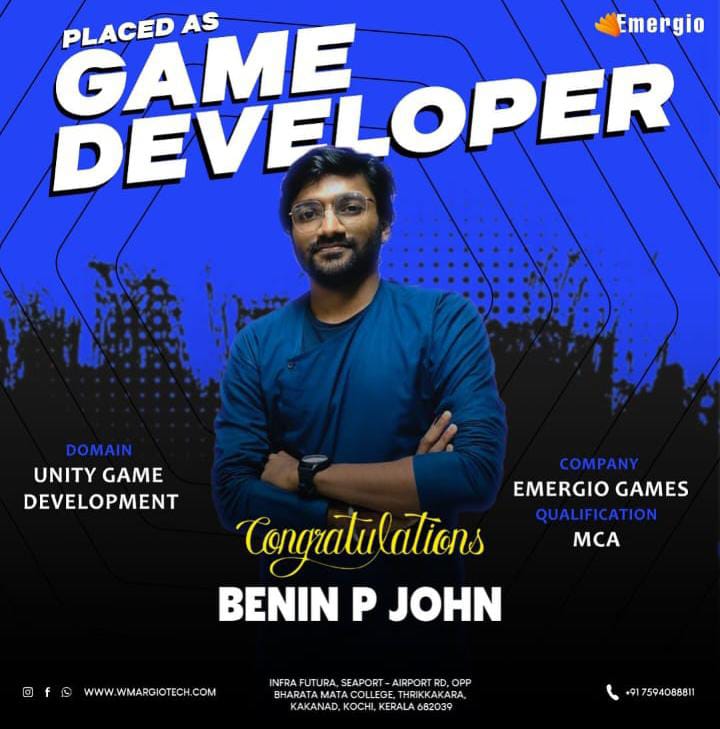 PLACED AS
Emergio
GAME
DEVELOPER
DOMAIN
UNITY GAME
DEVELOPMENT
COMPANY
EMERGIO GAMES
QUALIFICATION
MCA
Congratulations
BENIN P JOHN
WWW.WMARGIOTECH.COM
INFRA FUTURA, SEAPORT - AIRPORT RD, OPP
BHARATA MATA COLLEGE, THRIKKAKARA,
KAKANAD, KOCHI, KERALA 682039
+91 7594088811